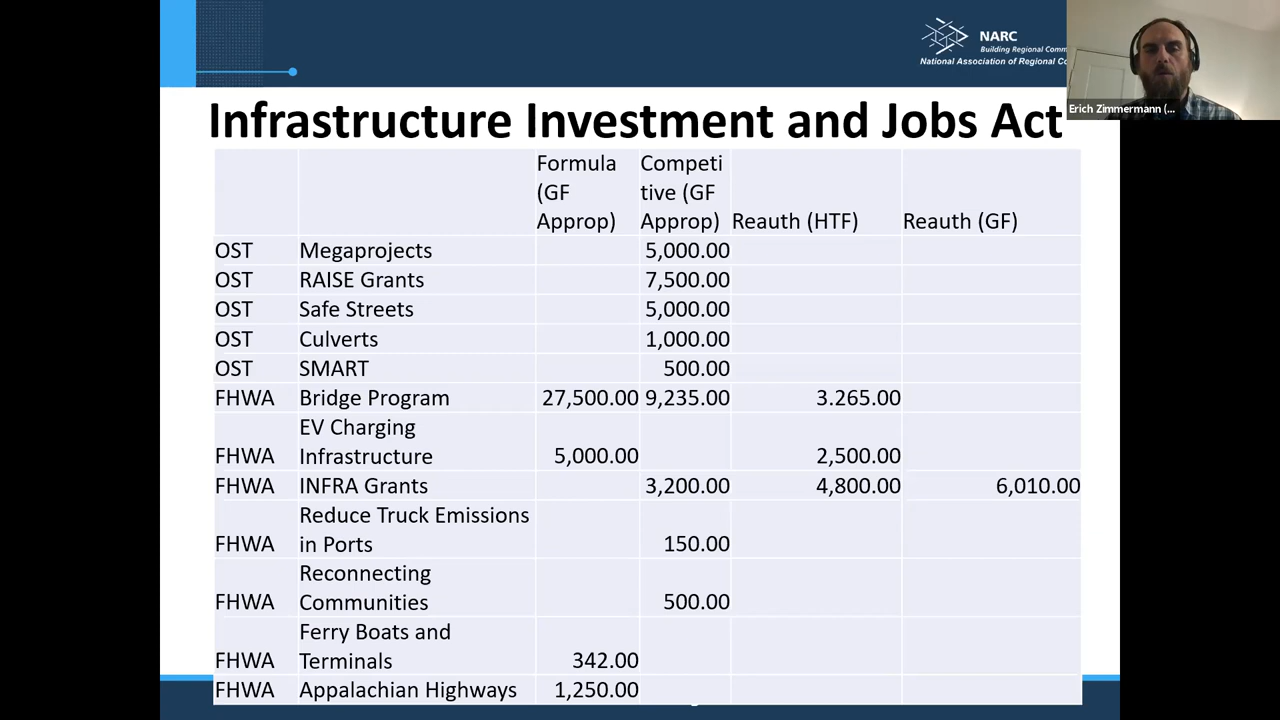 NARC
Building Regional Comm
National Association of Regional Co
Erich Zimmermann (...
Infrastructure Investment and Jobs Act
Formula (GF Approp) Competi tive (GF Approp) Reauth (HTF) Reauth (GF)
OST Megaprojects 5,000.00
OST RAISE Grants 7,500.00
OST Safe Streets 5,000.00
OST Culverts 1,000.00
OST SMART 500.00
FHWA Bridge Program 27,500.00 9,235.00 3.265.00
FHWA EV Charging Infrastructure 5,000.00 2,500.00
FHWA INFRA Grants 3,200.00 4,800.00 6,010.00
FHWA Reduce Truck Emissions in Ports 150.00
FHWA Reconnecting Communities 500.00
FHWA Ferry Boats and Terminals 342.00
FHWA Appalachian Highways 1,250.00